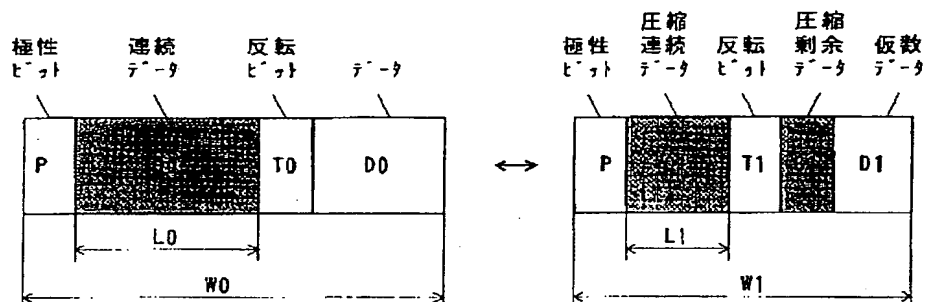 極性
ビット
連続
データ
反転
ビット
データ
P
T0
D0
L0
W0
↔
極性
ビット
圧縮
連続
データ
反転
ビット
圧縮
剰余
データ
仮数
データ
P
T1
D1
L1
W1